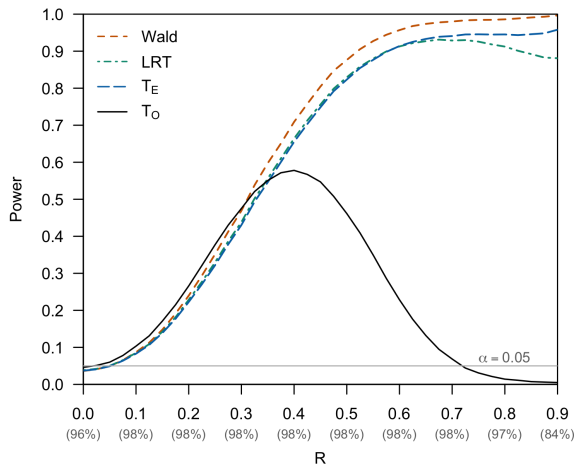 1.0
0.9
0.8
0.7
0.6
0.5
0.4
0.3
0.2
0.1
0.0
Power
Wald
LRT
T_E
T_O
α = 0.05
0.0 0.1 0.2 0.3 0.4 0.5 0.6 0.7 0.8 0.9
(96%) (98%) (98%) (98%) (98%) (98%) (98%) (98%) (97%) (84%)
R